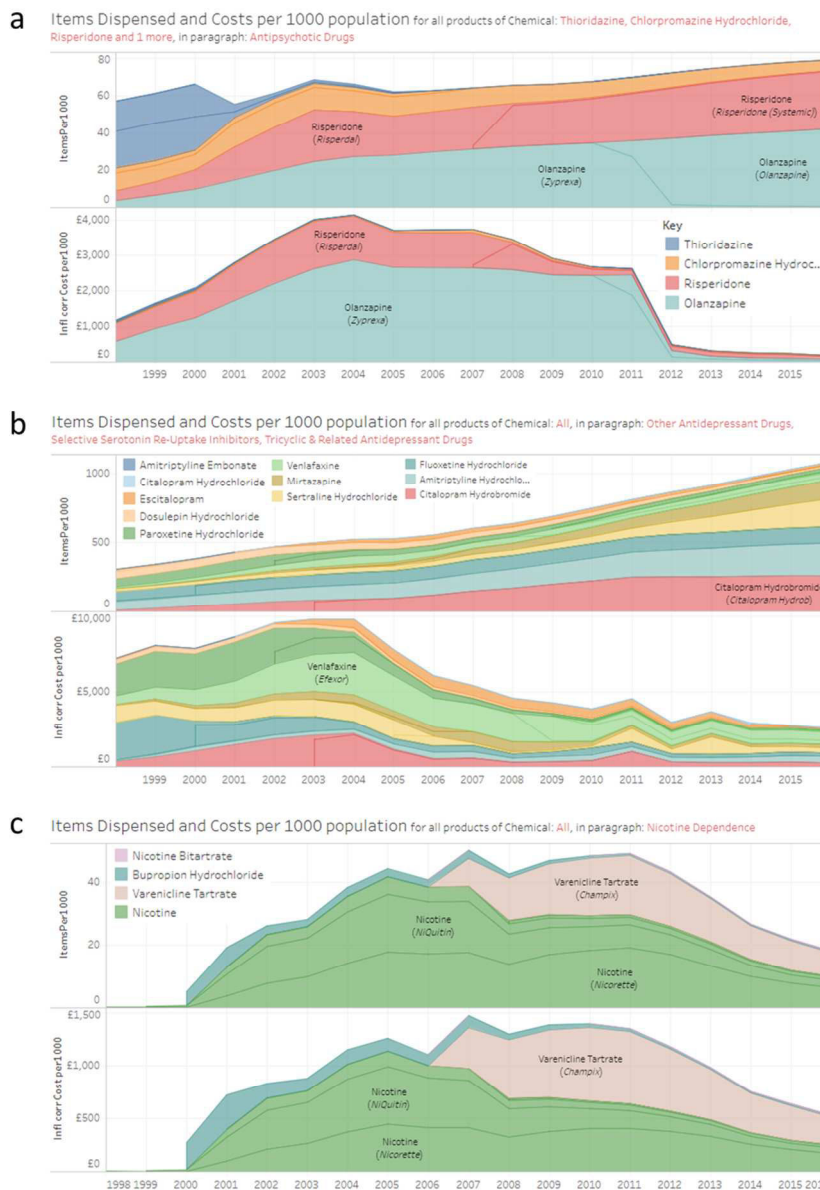 a
Items Dispensed and Costs per 1000 population for all products of Chemical: Thioridazine, Chlorpromazine Hydrochloride,
Risperidone and 1 more, in paragraph: Antipsychotic Drugs
80
60
40
20
0
ItemsPer1000
Risperidone
(Risperdal)
Risperidone
(Risperidone (Systemic))
Olanzapine
(Zyprexa)
Olanzapine
(Olanzapine)
£4,000
£3,000
£2,000
£1,000
£0
Infl corr Cost per1000
Risperidone
(Risperdal)
Olanzapine
(Zyprexa)
Key
Thioridazine
Chlorpromazine Hydroc...
Risperidone
Olanzapine
1999 2000 2001 2002 2003 2004 2005 2006 2007 2008 2009 2010 2011 2012 2013 2014 2015
b
Items Dispensed and Costs per 1000 population for all products of Chemical: All, in paragraph: Other Antidepressant Drugs,
Selective Serotonin Re-Uptake Inhibitors, Tricyclic & Related Antidepressant Drugs
1000
500
0
ItemsPer1000
Amitriptyline Embonate
Citalopram Hydrochloride
Escitalopram
Dosulepin Hydrochloride
Paroxetine Hydrochloride
Venlafaxine
Mirtazapine
Sertraline Hydrochloride
Fluoxetine Hydrochloride
Amitriptyline Hydrochlo...
Citalopram Hydrobromide
Citalopram Hydrobromide
(Citalopram Hydrob)
£10,000
£5,000
£0
Infl corr Cost per1000
Venlafaxine
(Efexor)
1999 2000 2001 2002 2003 2004 2005 2006 2007 2008 2009 2010 2011 2012 2013 2014 2015
c
Items Dispensed and Costs per 1000 population for all products of Chemical: All, in paragraph: Nicotine Dependence
40
20
0
ItemsPer1000
Nicotine Bitartrate
Bupropion Hydrochloride
Varenicline Tartrate
Nicotine
Varenicline Tartrate
(Champix)
Nicotine
(NiQuitin)
Nicotine
(Nicorette)
£1,500
£1,000
£500
£0
Infl corr Cost per1000
Varenicline Tartrate
(Champix)
Nicotine
(NiQuitin)
Nicotine
(Nicorette)
1998 1999 2000 2001 2002 2003 2004 2005 2006 2007 2008 2009 2010 2011 2012 2013 2014 2015 201